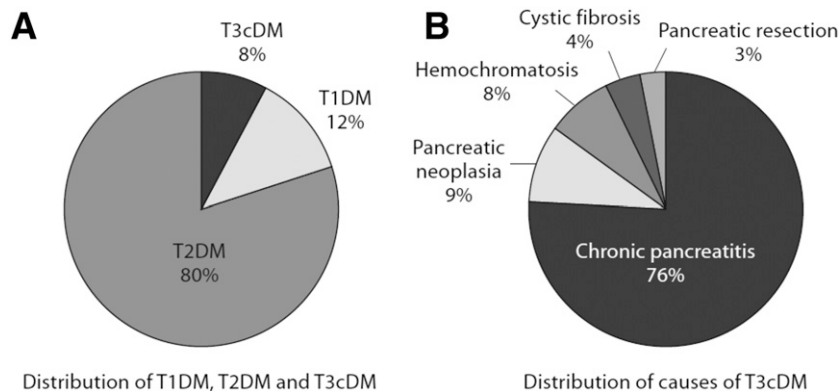 A
T3cDM
8%
T1DM
12%
T2DM
80%
Distribution of T1DM, T2DM and T3cDM
B
Cystic fibrosis
4%
Pancreatic resection
3%
Hemochromatosis
8%
Pancreatic
neoplasia
9%
Chronic pancreatitis
76%
Distribution of causes of T3cDM